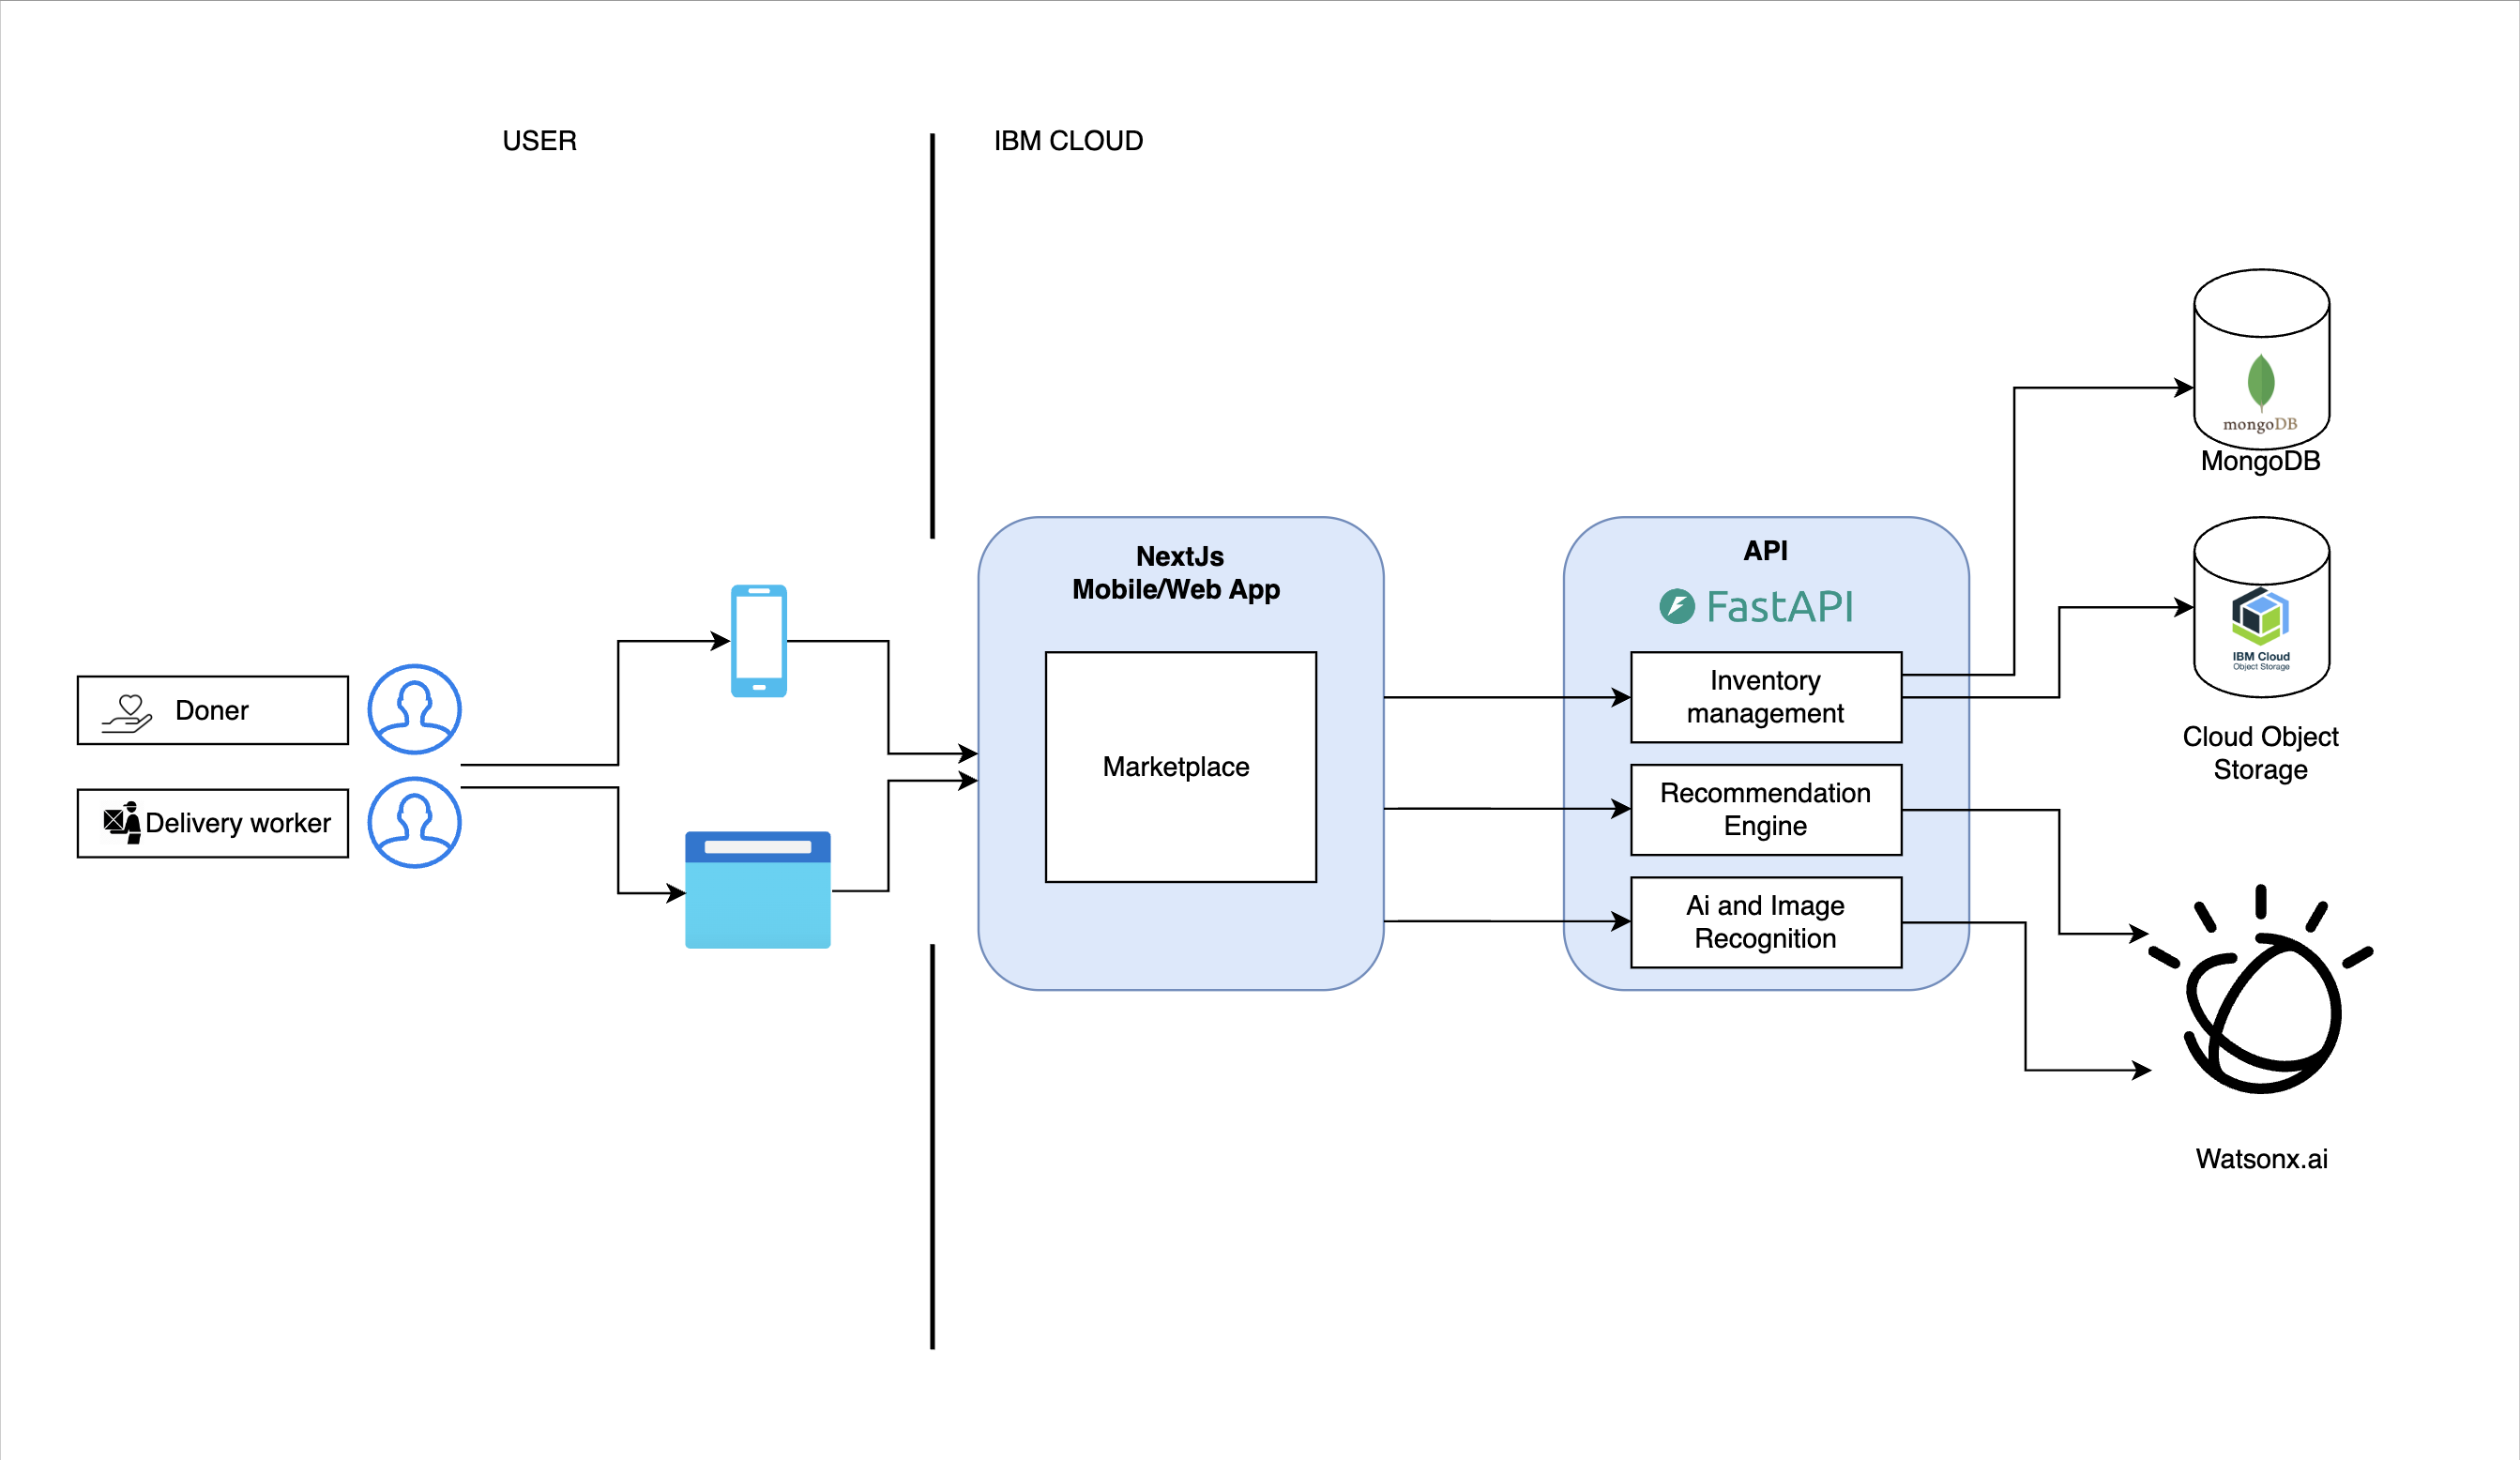 USER
IBM CLOUD
Doner
Delivery worker
NextJs
Mobile/Web App
Marketplace
API
FastAPI
Inventory
management
Recommendation
Engine
Ai and Image
Recognition
mongoDB
MongoDB
IBM Cloud
Object Storage
Cloud Object
Storage
Watsonx.ai